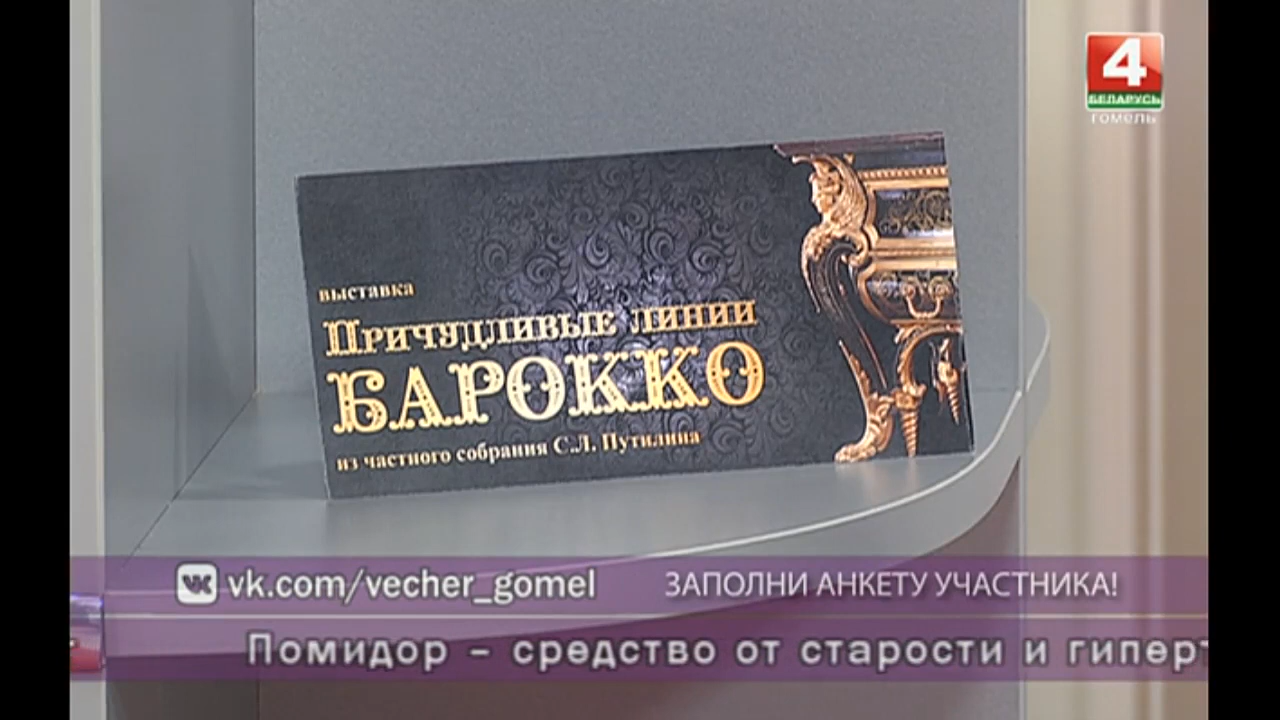 4
БЕЛАРУСЬ
гомель
выставка
Причудливые линии
БАРОККО
из частного собрания С.Л. Путилина
vk.com/vecher_gomel
ЗАПОЛНИ АНКЕТУ УЧАСТНИКА!
Помидор – средство от старости и гиперт